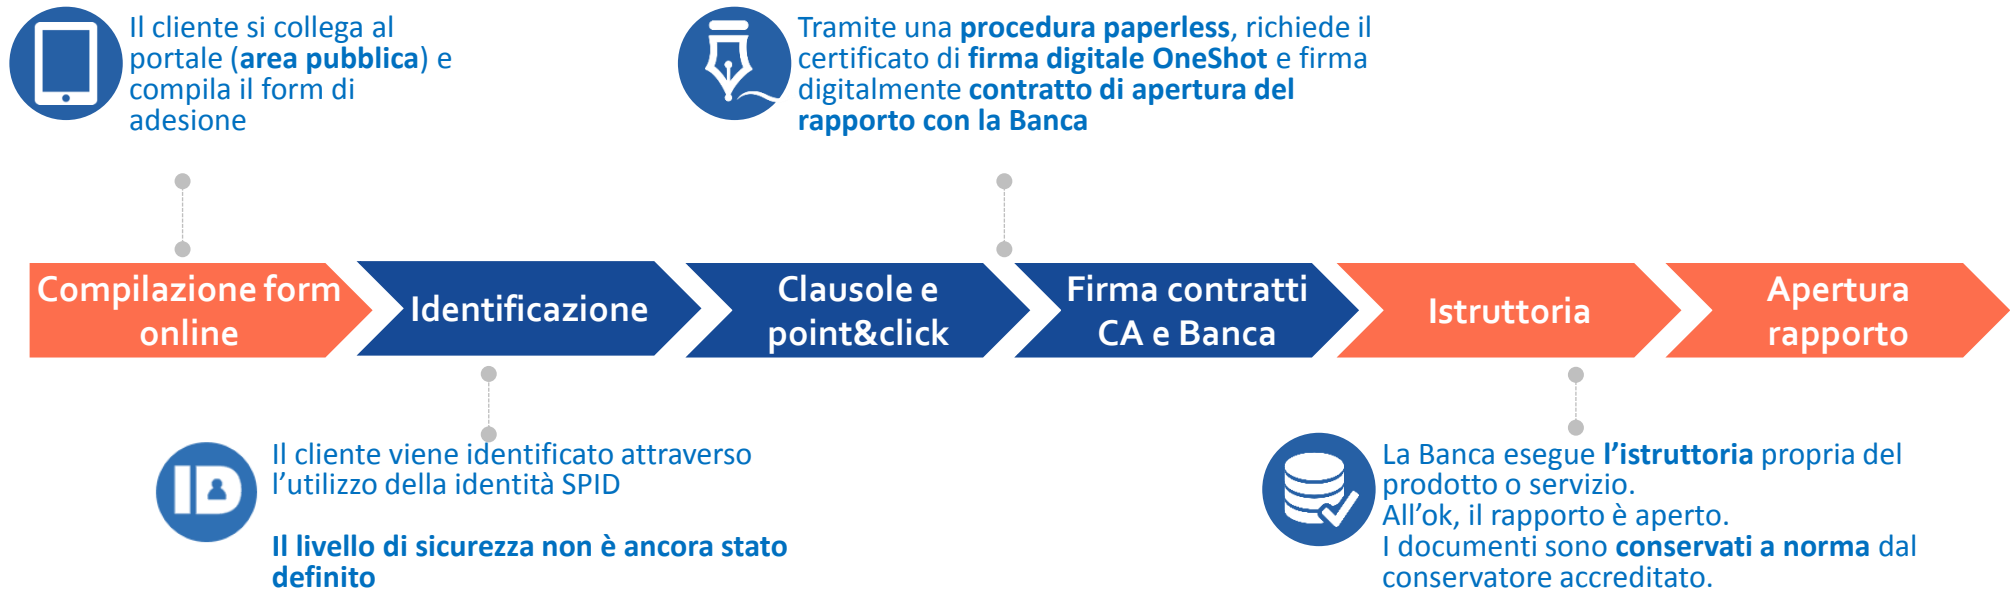 Il cliente si collega al
portale (area pubblica) e
compila il form di
adesione
Tramite una procedura paperless, richiede il
certificato di firma digitale OneShot e firma
digitalmente contratto di apertura del
rapporto con la Banca
Compilazione form
online
Identificazione
Clausole e
point&click
Firma contratti
CA e Banca
Istruttoria
Apertura
rapporto
ID
Il cliente viene identificato attraverso
l'utilizzo della identità SPID
Il livello di sicurezza non è ancora stato
definito
La Banca esegue l’istruttoria propria del
prodotto o servizio.
All’ok, il rapporto è aperto.
I documenti sono conservati a norma dal
conservatore accreditato.